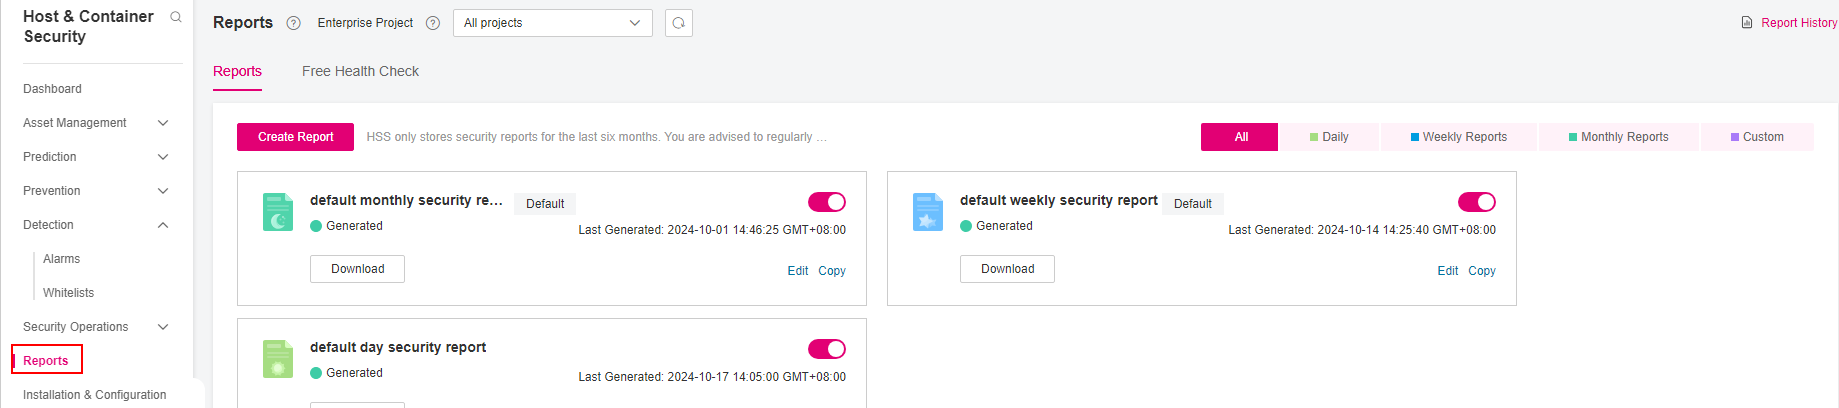 Host & Container
Security
Dashboard
Asset Management
Prediction
Prevention
Detection
Alarms
Whitelists
Security Operations
Reports
Installation & Configuration
Reports ? Enterprise Project ? All projects
Report History
Reports Free Health Check
Create Report HSS only stores security reports for the last six months. You are advised to regularly …
All Daily Weekly Reports Monthly Reports Custom
default monthly security re… Default
Generated
Last Generated: 2024-10-01 14:46:25 GMT+08:00
Download
Edit Copy
default weekly security report Default
Generated
Last Generated: 2024-10-14 14:25:40 GMT+08:00
Download
Edit Copy
default day security report
Generated
Last Generated: 2024-10-17 14:05:00 GMT+08:00